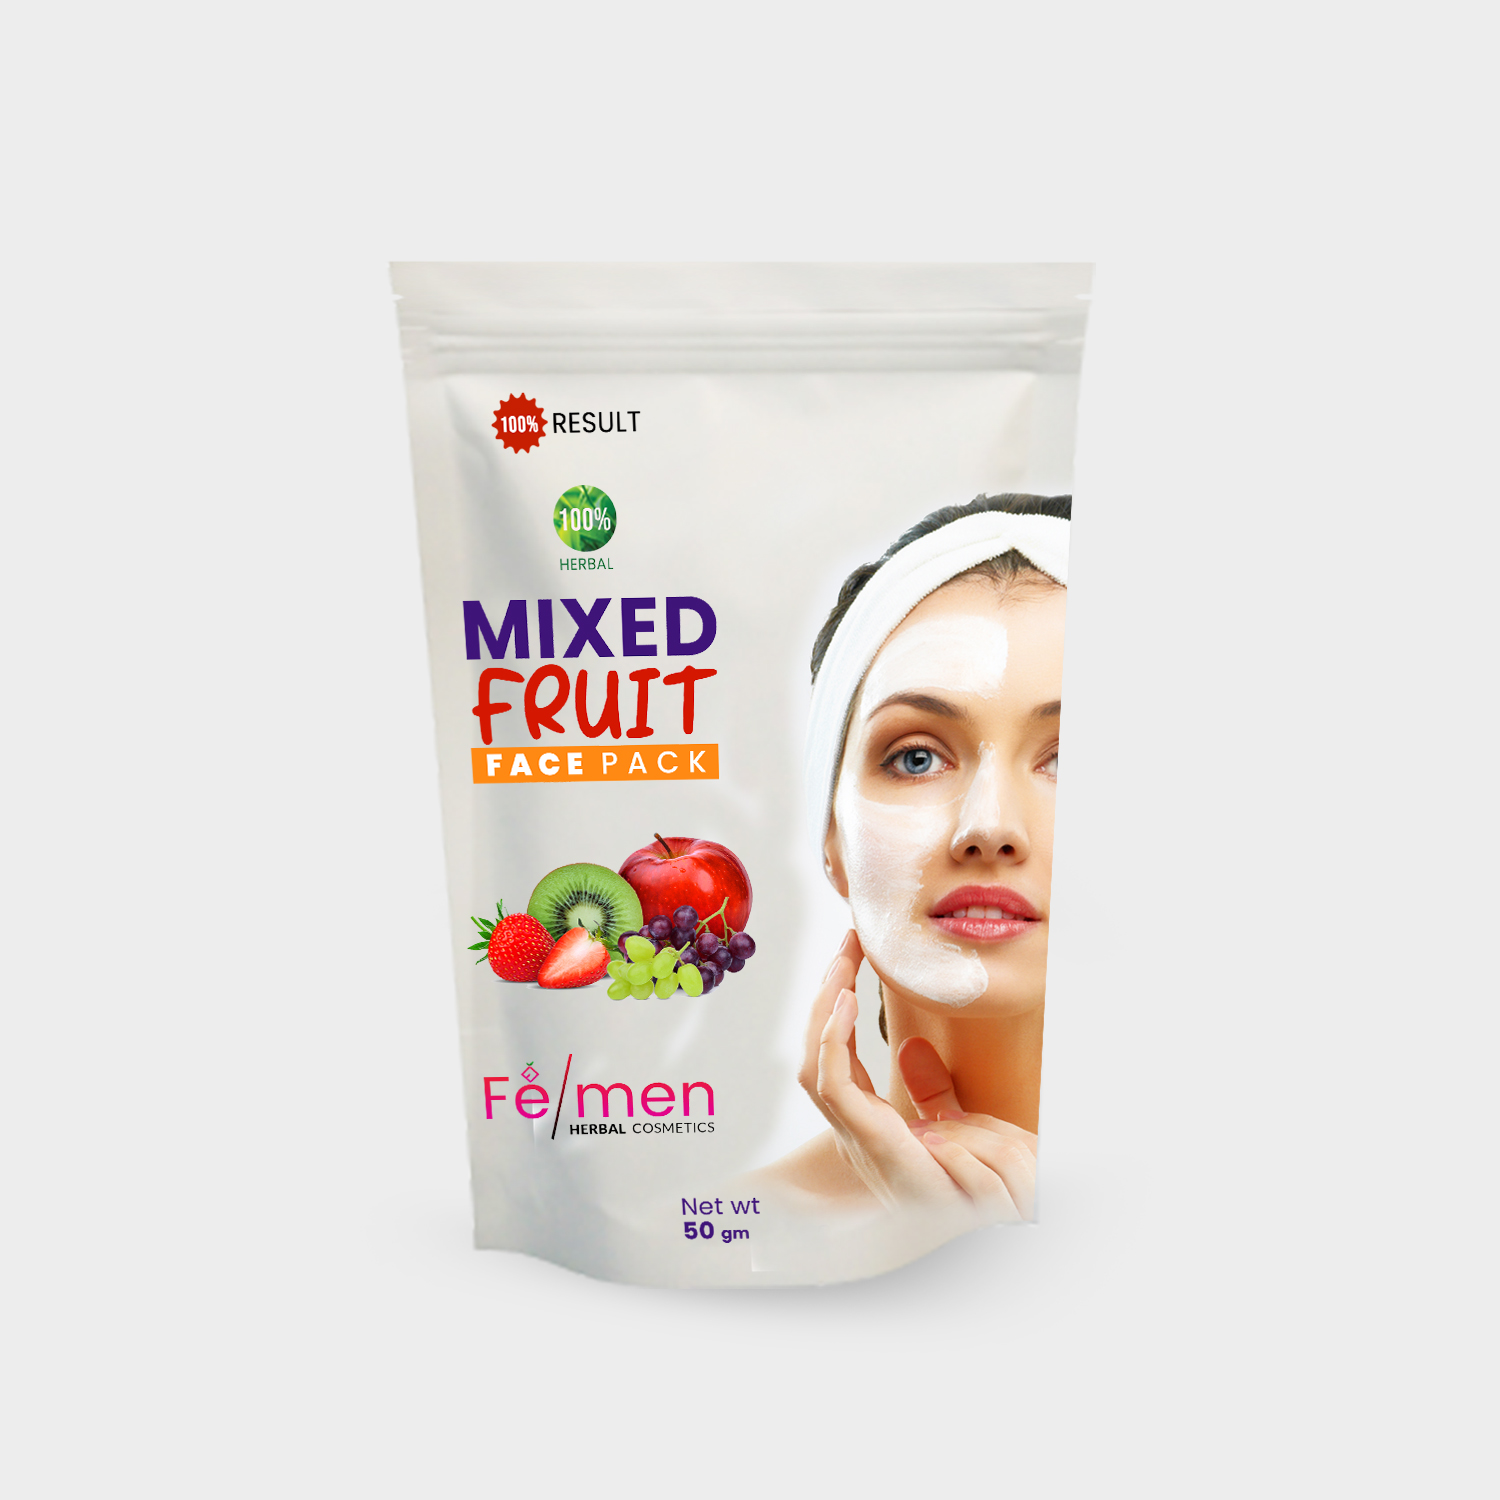 100% RESULT
100%
HERBAL
MIXED
FRUIT
FACE PACK
Fe/men
HERBAL COSMETICS
Net wt
50 gm